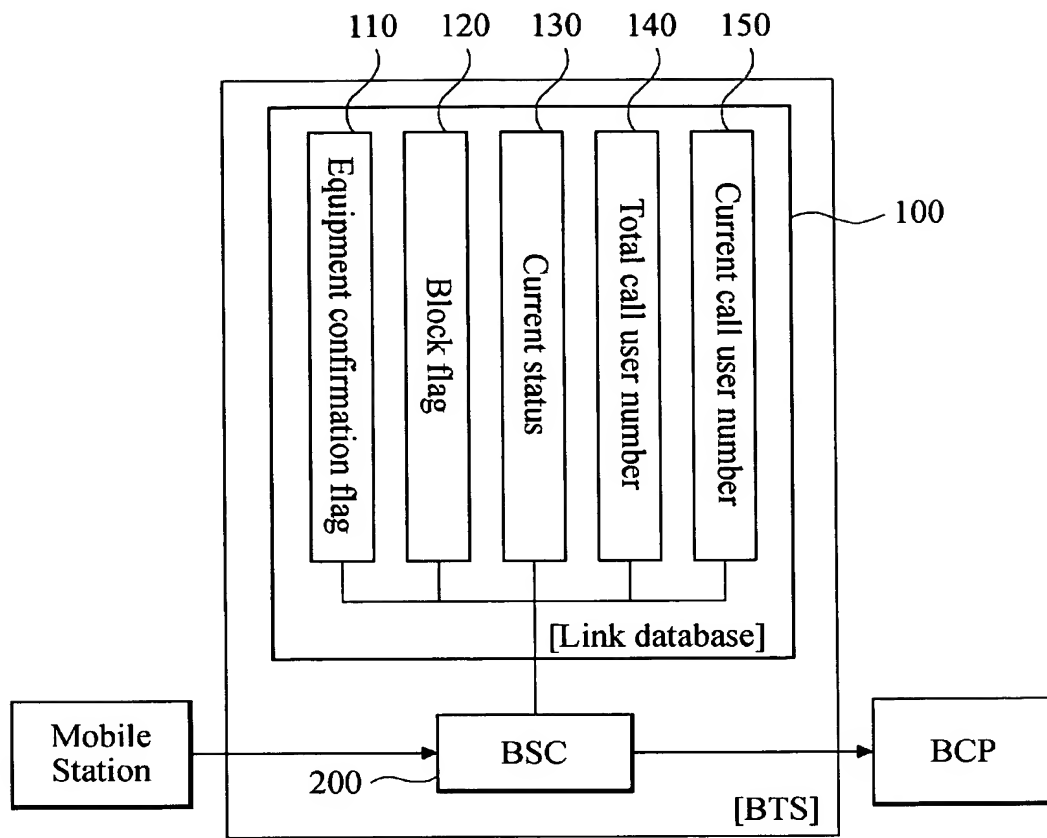 110
120
130
140
150
Equipment confirmation flag
Block flag
Current status
Total call user number
Current call user number
100
[Link database]
Mobile
Station
BSC
BCP
200
[BTS]